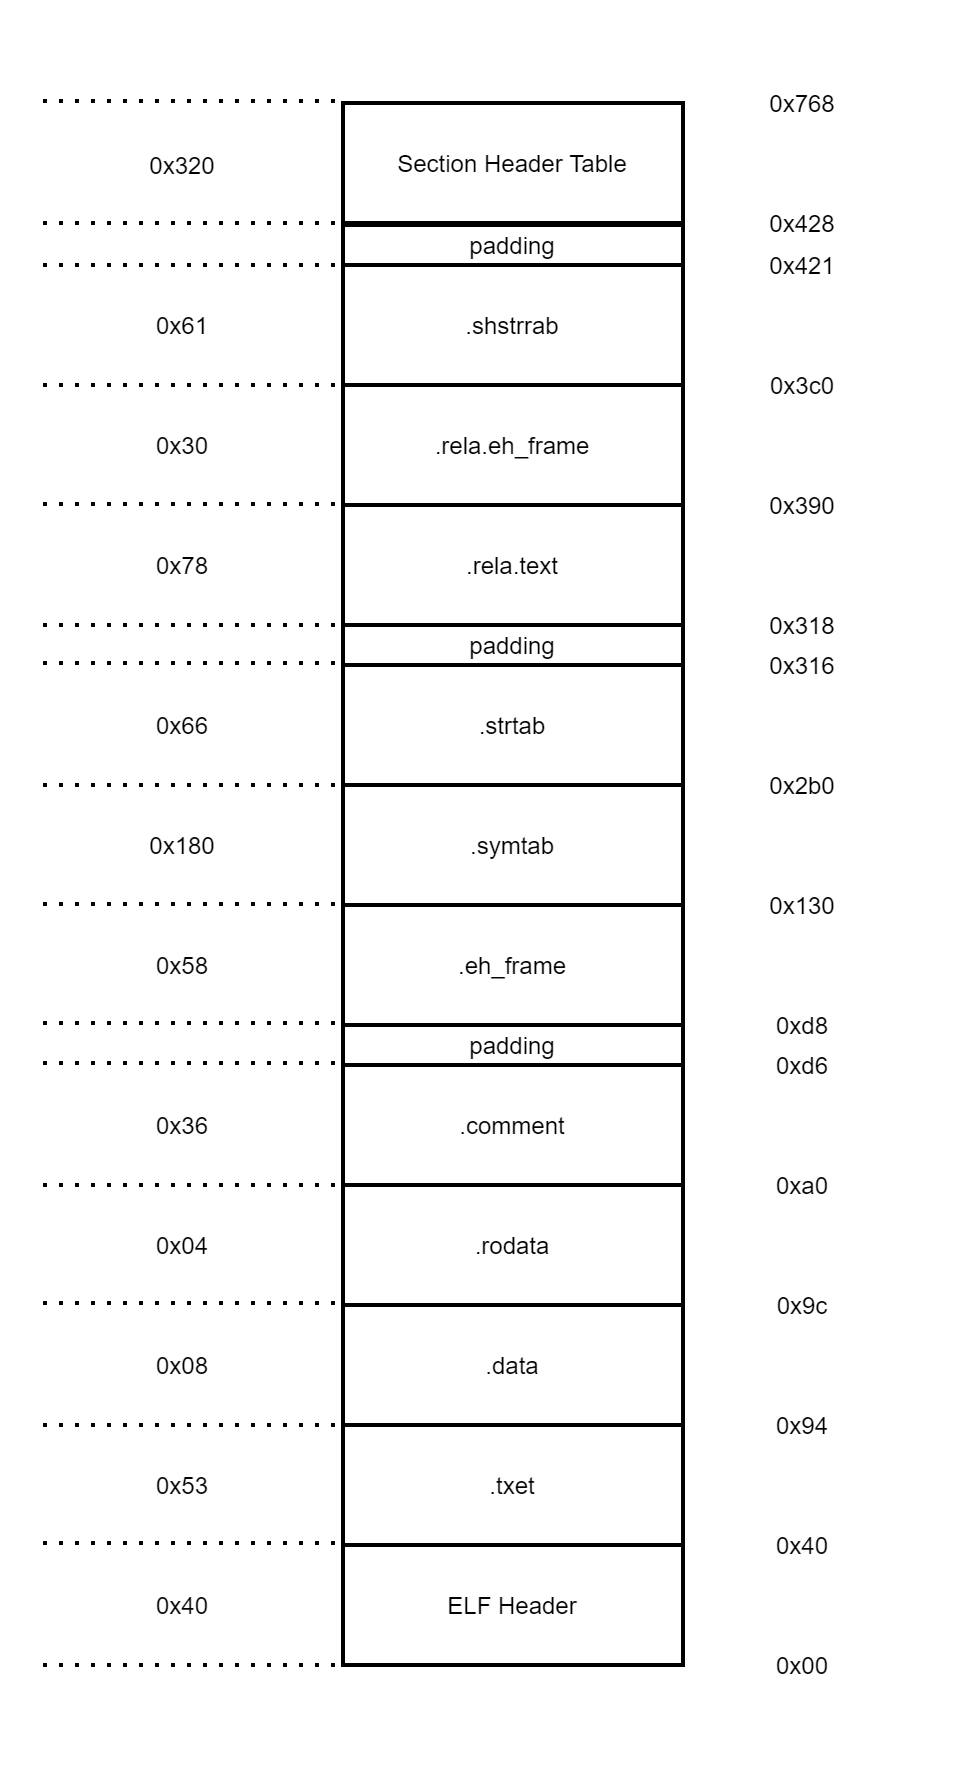 0x768
0x320 Section Header Table
0x428
padding
0x421
0x61 .shstrrab
0x3c0
0x30 .rela.eh_frame
0x390
0x78 .rela.text
0x318
padding
0x316
0x66 .strtab
0x2b0
0x180 .symtab
0x130
0x58 .eh_frame
0xd8
padding
0xd6
0x36 .comment
0xa0
0x04 .rodata
0x9c
0x08 .data
0x94
0x53 .txet
0x40
0x40 ELF Header
0x00